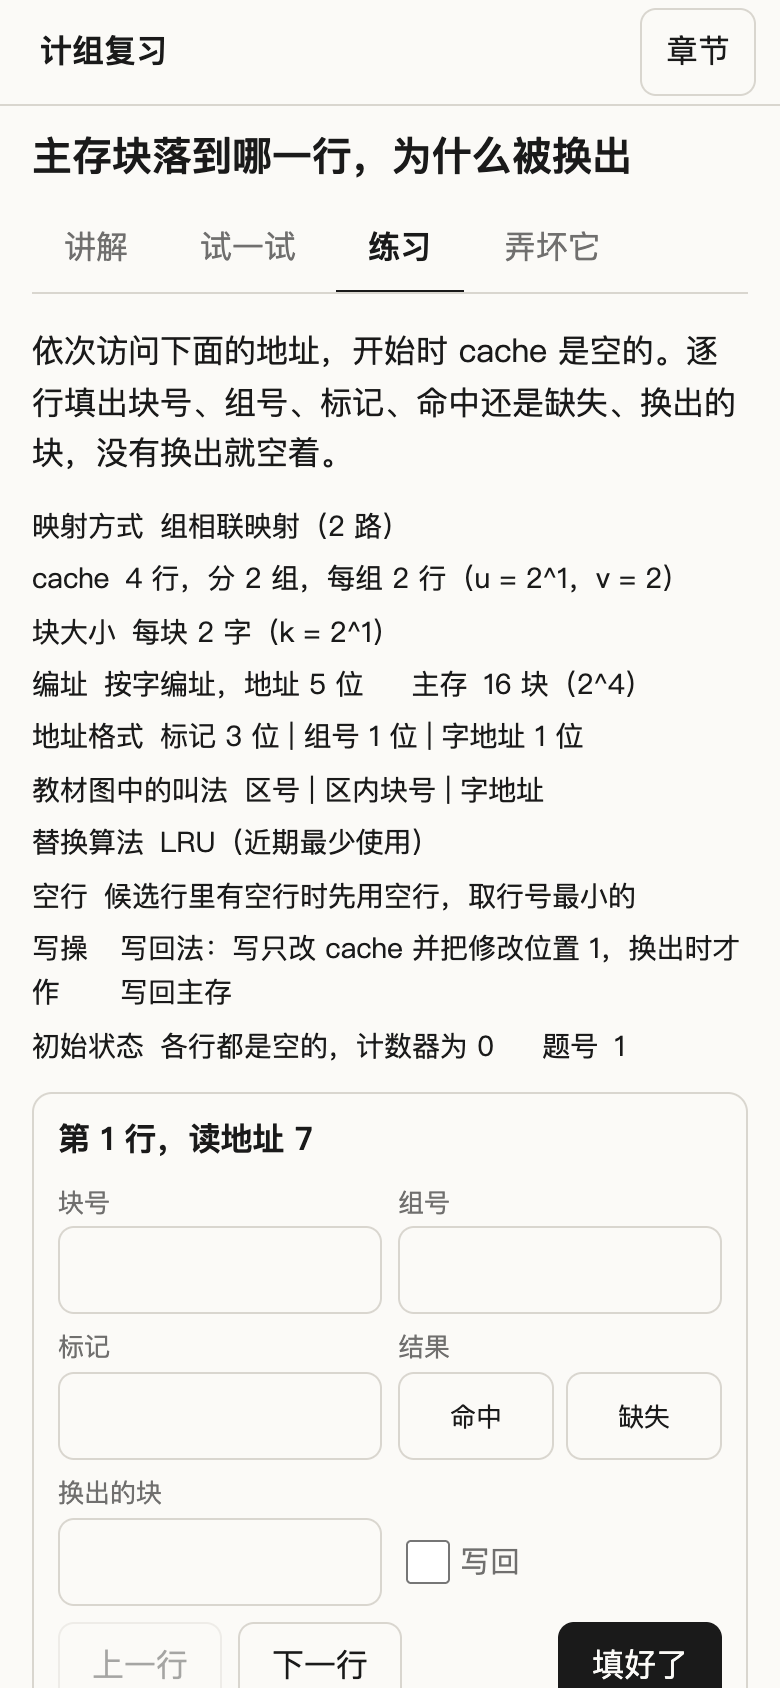 计组复习
章节
主存块落到哪一行，为什么被换出
讲解 试一试 练习 弄坏它
依次访问下面的地址，开始时 cache 是空的。逐
行填出块号、组号、标记、命中还是缺失、换出的
块，没有换出就空着。
映射方式 组相联映射（2 路）
cache 4 行，分 2 组，每组 2 行（u = 2^1，v = 2）
块大小 每块 2 字（k = 2^1）
编址 按字编址，地址 5 位 主存 16 块（2^4）
地址格式 标记 3 位 | 组号 1 位 | 字地址 1 位
教材图中的叫法 区号 | 区内块号 | 字地址
替换算法 LRU（近期最少使用）
空行 候选行里有空行时先用空行，取行号最小的
写操 写回法：写只改 cache 并把修改位置 1，换出时才
作 写回主存
初始状态 各行都是空的，计数器为 0 题号 1
第 1 行，读地址 7
块号 组号
标记 结果
命中 缺失
换出的块
写回
上一行 下一行 填好了